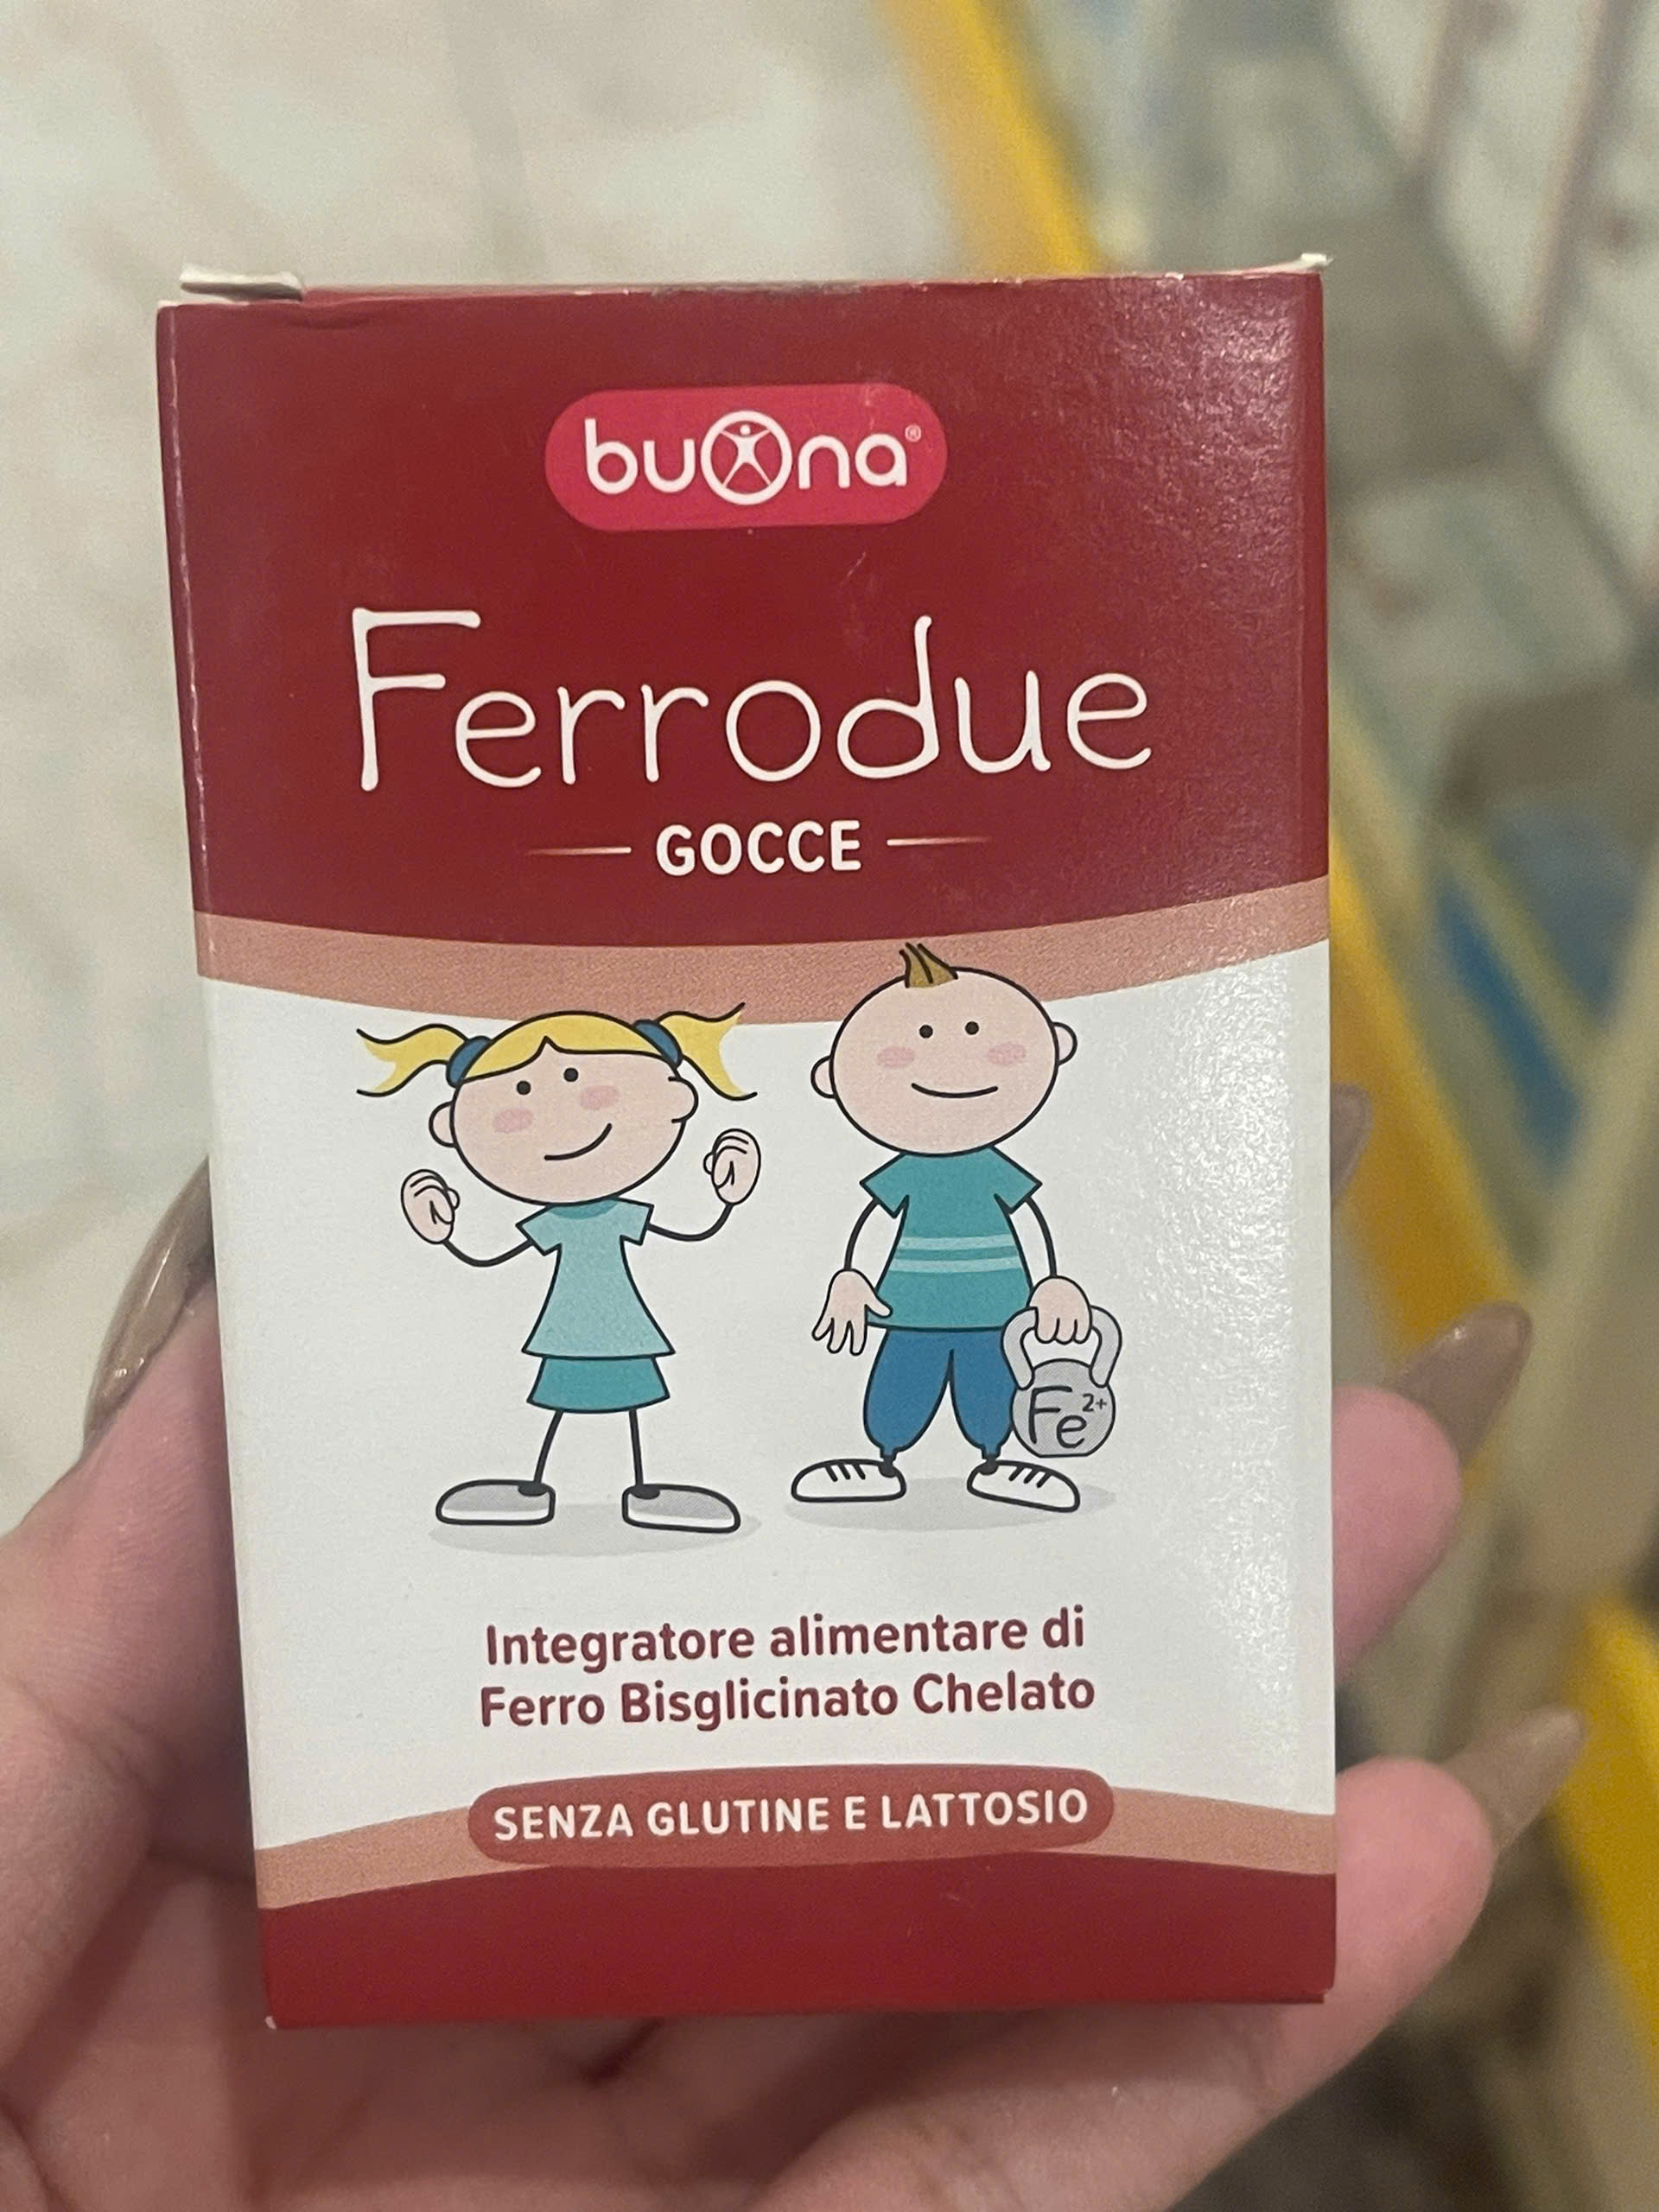 buona®
Ferrodue
GOCCE
Fe2+
Integratore alimentare di
Ferro Bisglicinato Chelato
SENZA GLUTINE E LATTOSIO